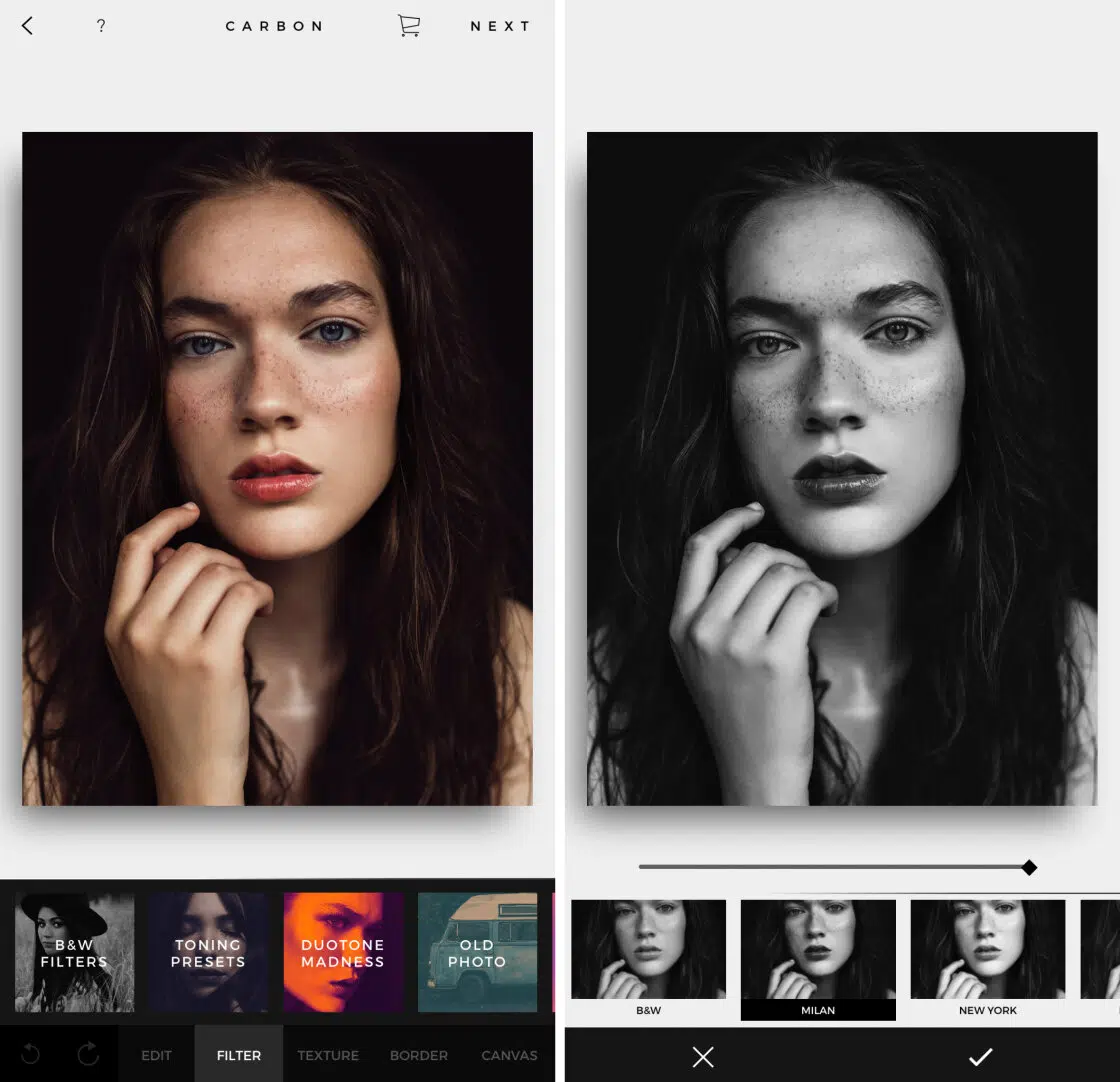 ?
CARBON
NEXT
B&W
FILTERS
TONING
PRESETS
DUOTONE
MADNESS
OLD
PHOTO
EDIT
FILTER
TEXTURE
BORDER
CANVAS
B&W
MILAN
NEW YORK